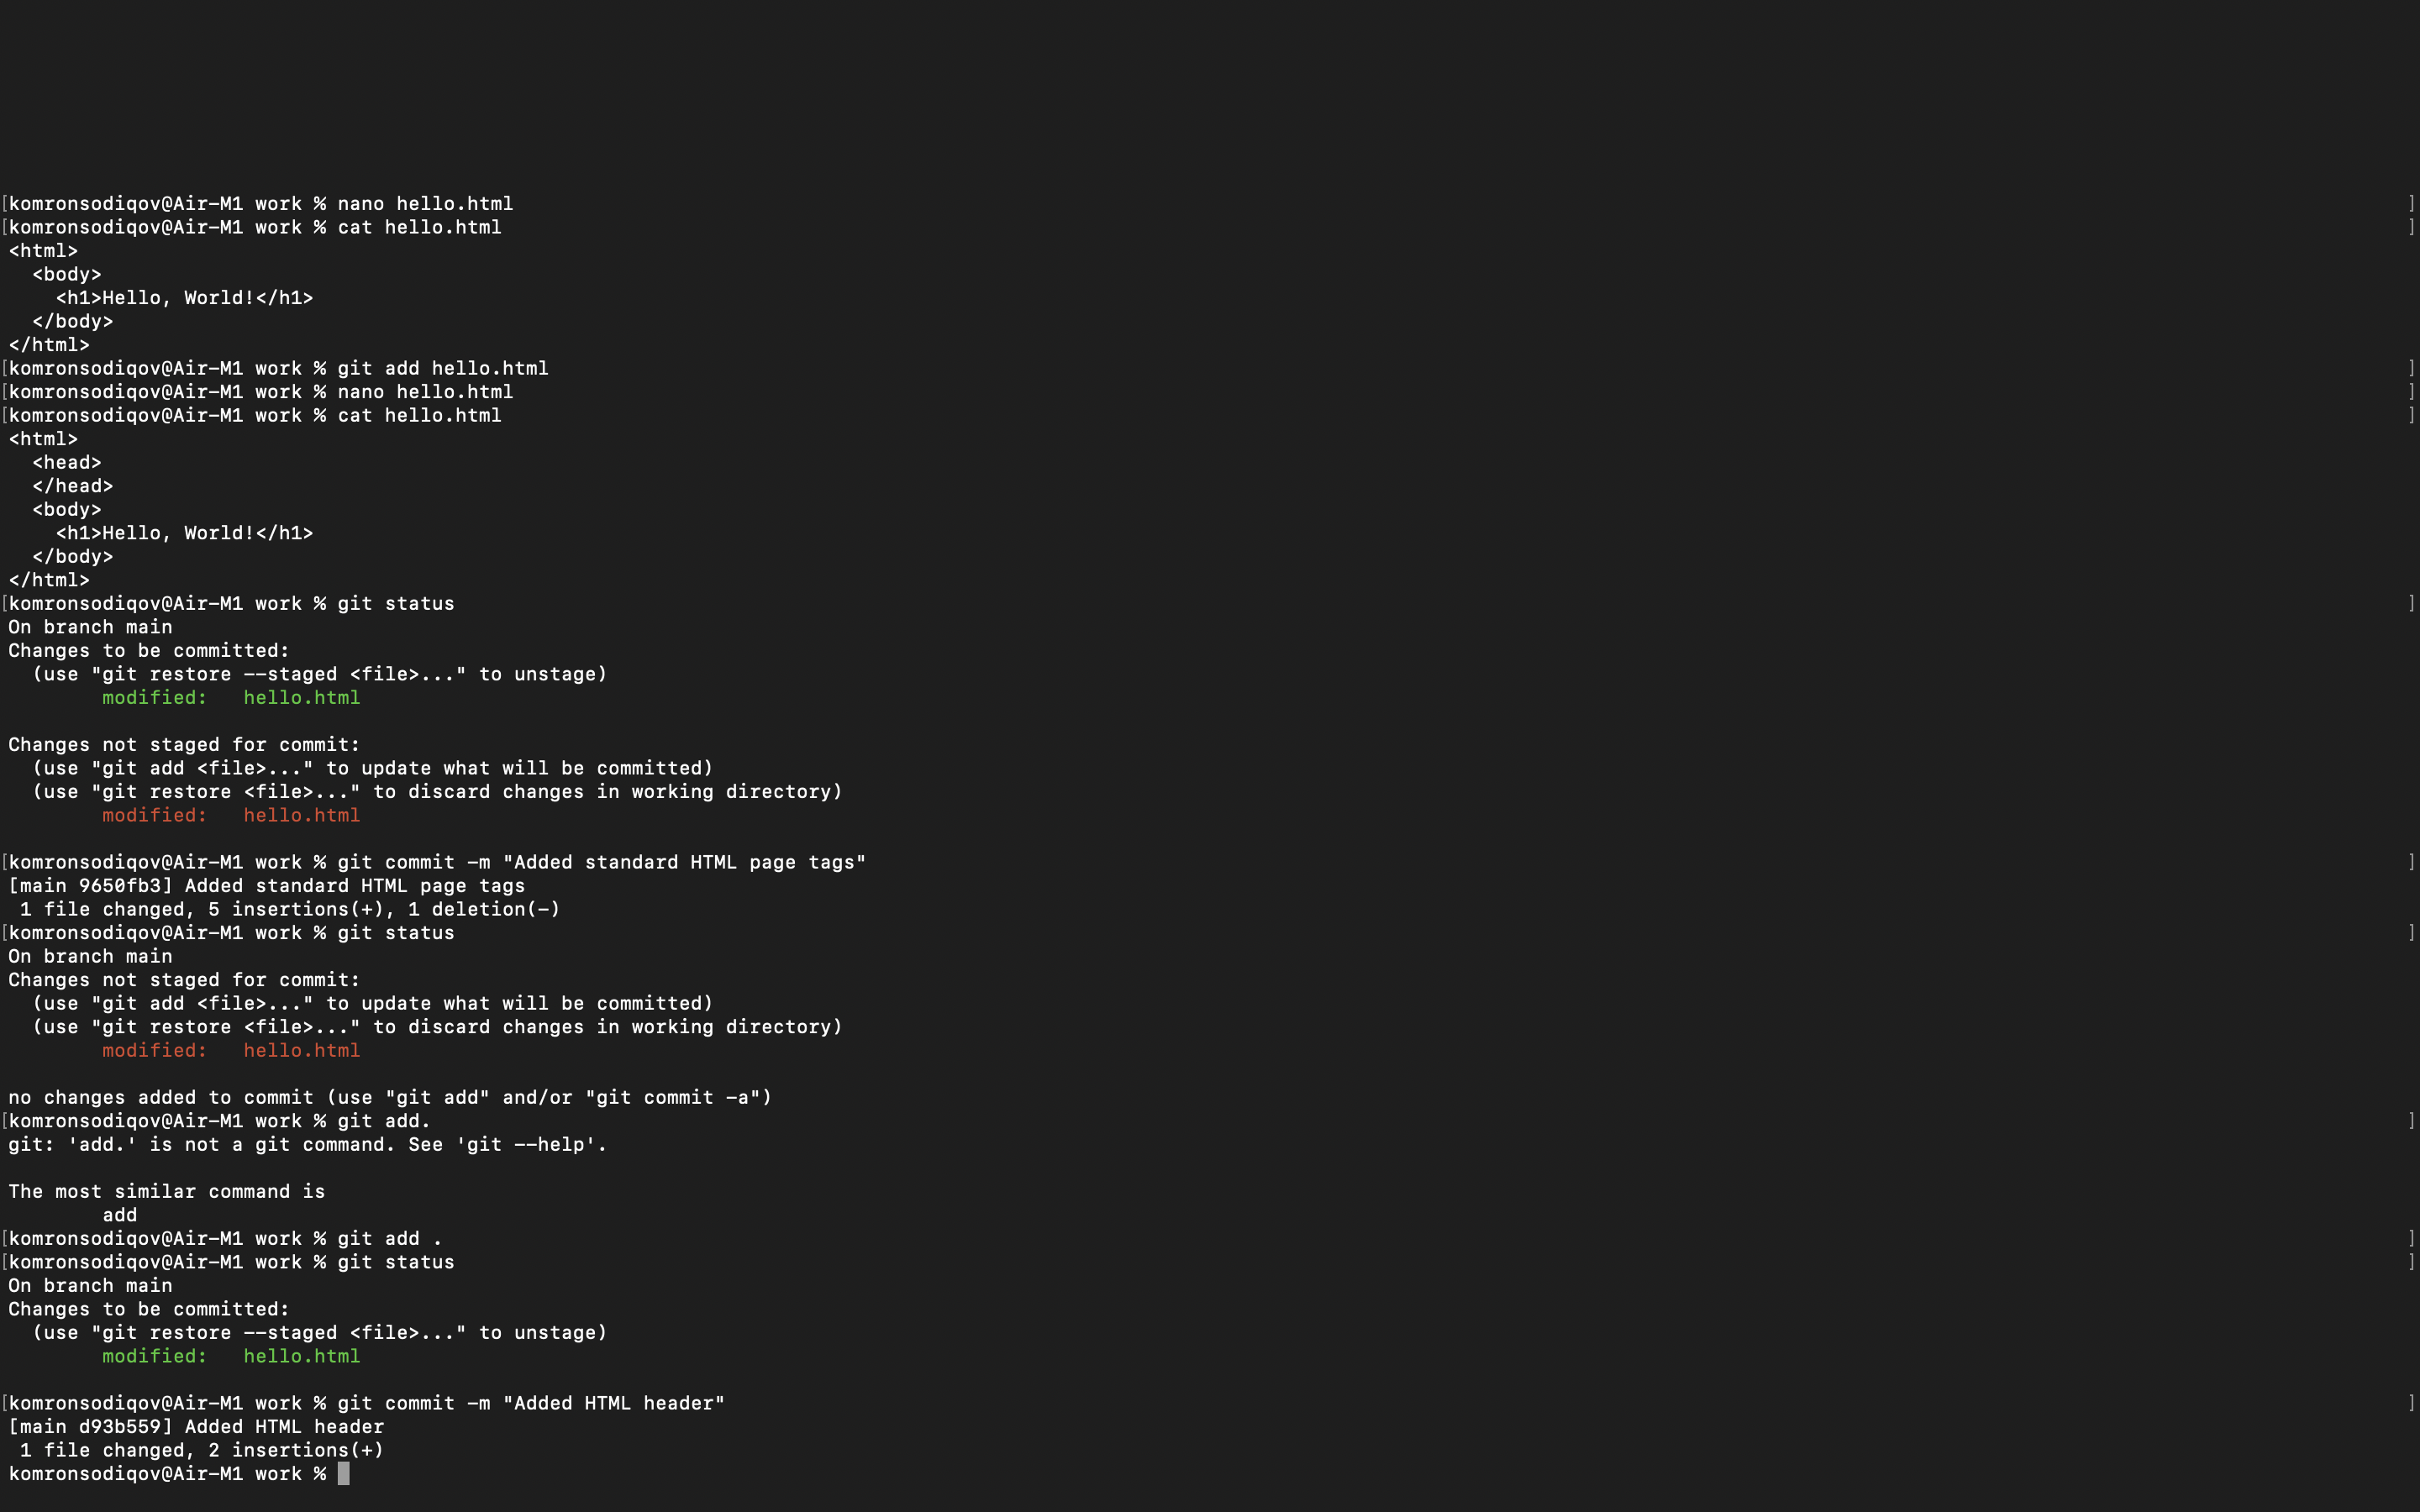 [komronsodiqov@Air-M1 work % nano hello.html ]
[komronsodiqov@Air-M1 work % cat hello.html ]
<html>
  <body>
    <h1>Hello, World!</h1>
  </body>
</html>
[komronsodiqov@Air-M1 work % git add hello.html ]
[komronsodiqov@Air-M1 work % nano hello.html ]
[komronsodiqov@Air-M1 work % cat hello.html ]
<html>
  <head>
  </head>
  <body>
    <h1>Hello, World!</h1>
  </body>
</html>
[komronsodiqov@Air-M1 work % git status ]
On branch main
Changes to be committed:
  (use "git restore --staged <file>..." to unstage)
        modified:   hello.html

Changes not staged for commit:
  (use "git add <file>..." to update what will be committed)
  (use "git restore <file>..." to discard changes in working directory)
        modified:   hello.html

[komronsodiqov@Air-M1 work % git commit -m "Added standard HTML page tags" ]
[main 9650fb3] Added standard HTML page tags
 1 file changed, 5 insertions(+), 1 deletion(-)
[komronsodiqov@Air-M1 work % git status ]
On branch main
Changes not staged for commit:
  (use "git add <file>..." to update what will be committed)
  (use "git restore <file>..." to discard changes in working directory)
        modified:   hello.html

no changes added to commit (use "git add" and/or "git commit -a")
[komronsodiqov@Air-M1 work % git add. ]
git: 'add.' is not a git command. See 'git --help'.

The most similar command is
        add
[komronsodiqov@Air-M1 work % git add . ]
[komronsodiqov@Air-M1 work % git status ]
On branch main
Changes to be committed:
  (use "git restore --staged <file>..." to unstage)
        modified:   hello.html

[komronsodiqov@Air-M1 work % git commit -m "Added HTML header" ]
[main d93b559] Added HTML header
 1 file changed, 2 insertions(+)
komronsodiqov@Air-M1 work %